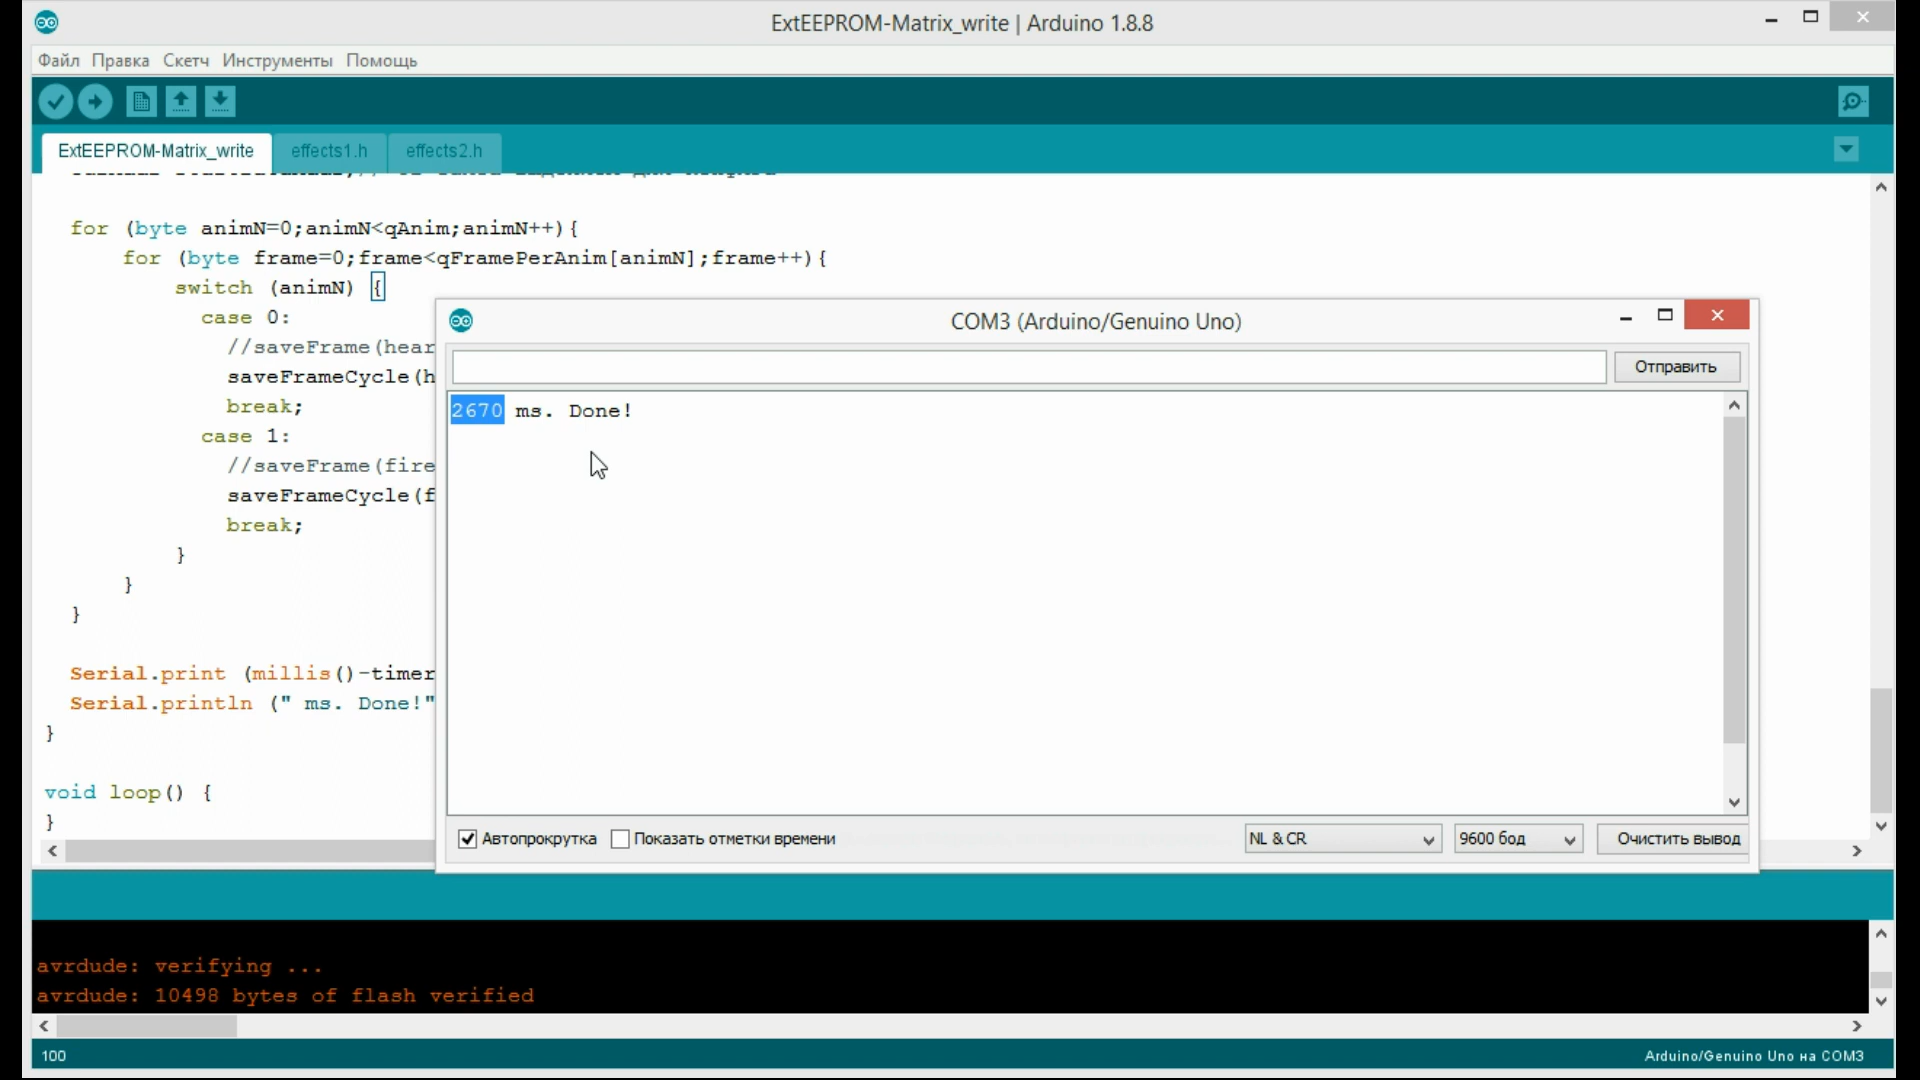 ExtEEPROM-Matrix_write | Arduino 1.8.8
Файл Правка Скетч Инструменты Помощь
ExtEEPROM-Matrix_write effects1.h effects2.h
for (byte animN=0;animN<qAnim;animN++){
for (byte frame=0;frame<qFramePerAnim[animN];frame++){
switch (animN) {
case 0:
//saveFrame(hear
saveFrameCycle(h
break;
case 1:
//saveFrame(fire
saveFrameCycle(f
break;
}
}
}
Serial.print (millis()-timer
Serial.println (" ms. Done!"
}
void loop() {
}
COM3 (Arduino/Genuino Uno)
Отправить
2670 ms. Done!
Автопрокрутка Показать отметки времени NL & CR 9600 бод Очистить вывод
avrdude: verifying ...
avrdude: 10498 bytes of flash verified
100 Arduino/Genuino Uno на COM3